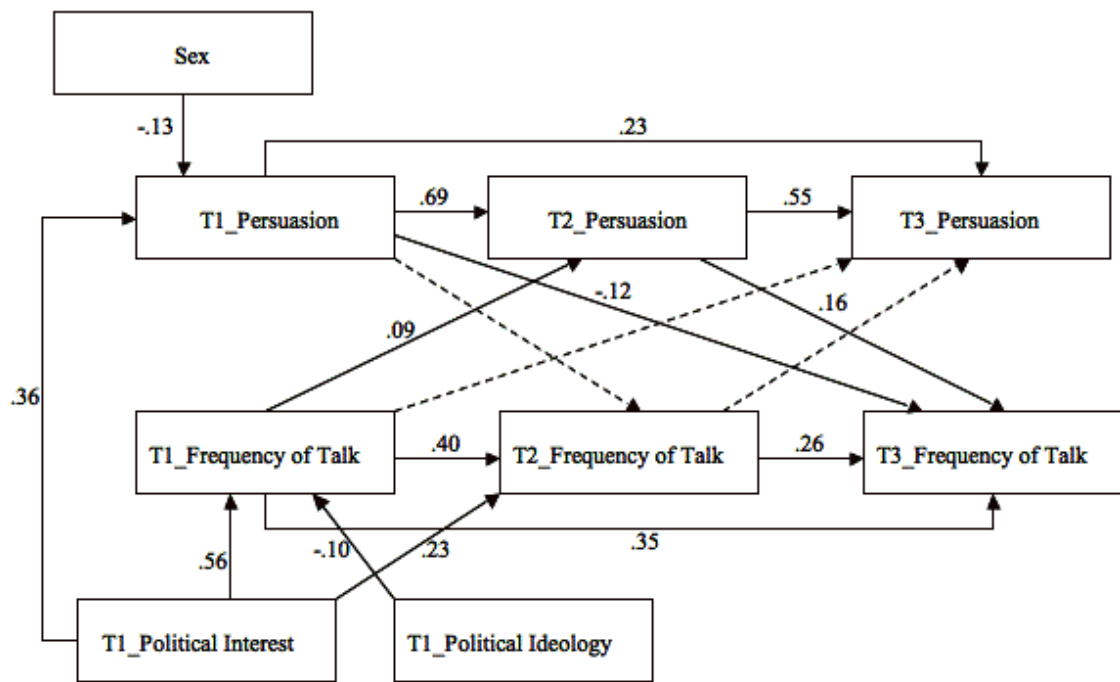 Sex
-.13
.23
T1_Persuasion
.69
T2_Persuasion
.55
T3_Persuasion
-.12
.16
.09
.36
T1_Frequency of Talk
.40
T2_Frequency of Talk
.26
T3_Frequency of Talk
.56
-.10
.23
.35
T1_Political Interest
T1_Political Ideology